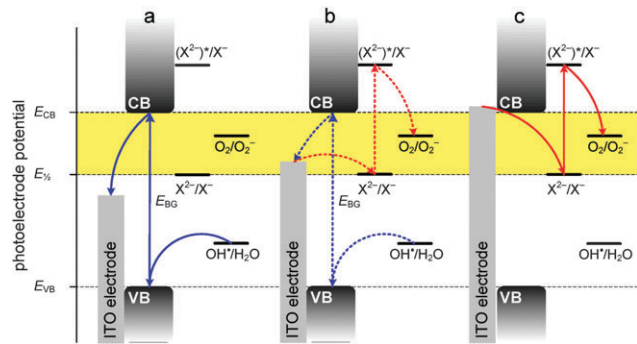 a
b
c
photoelectrode potential
E_CB
E_½
E_VB
(X²⁻)*/X⁻
CB
O₂/O₂⁻
X²⁻/X⁻
E_BG
OH•/H₂O
VB
ITO electrode
(X²⁻)*/X⁻
CB
O₂/O₂⁻
X²⁻/X⁻
E_BG
OH•/H₂O
VB
ITO electrode
(X²⁻)*/X⁻
CB
O₂/O₂⁻
X²⁻/X⁻
OH•/H₂O
VB
ITO electrode